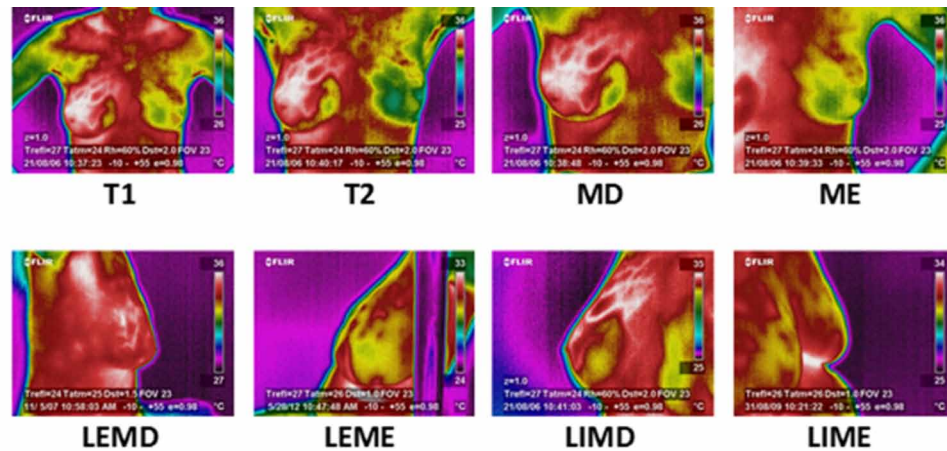 FLIR 36
26
z=1.0
Trefl=27 Tatm=24 Rh=60% Dst=2.0 FOV 23
21/08/06 10:37:23 -10 - +55 e=0.98 °C
T1
FLIR 36
25
z=1.0
Trefl=27 Tatm=24 Rh=60% Dst=2.0 FOV 23
21/08/06 10:40:17 -10 - +55 e=0.98 °C
T2
FLIR 36
25
z=1.0
Trefl=27 Tatm=24 Rh=60% Dst=2.0 FOV 23
21/08/06 10:38:48 -10 - +55 e=0.98 °C
MD
FLIR 36
25
z=1.0
Trefl=27 Tatm=24 Rh=60% Dst=2.0 FOV 23
21/08/06 10:39:33 -10 - +55 e=0.98 °C
ME
FLIR 36
27
Trefl=24 Tatm=25 Dst=1.5 FOV 23
11/ 5/07 10:58:03 AM -10 - +55 e=0.98 °C
LEMD
FLIR 33
24
Trefl=27 Tatm=26 Dst=1.0 FOV 23
5/28/12 10:47:48 AM -10 - +55 e=0.98 °C
LEME
FLIR 35
25
z=1.0
Trefl=27 Tatm=24 Rh=60% Dst=2.0 FOV 23
21/08/06 10:41:03 -10 - +55 e=0.98 °C
LIMD
FLIR 34
25
Trefl=26 Tatm=26 Dst=1.0 FOV 23
31/08/09 10:21:22 -10 - +55 e=0.98 °C
LIME